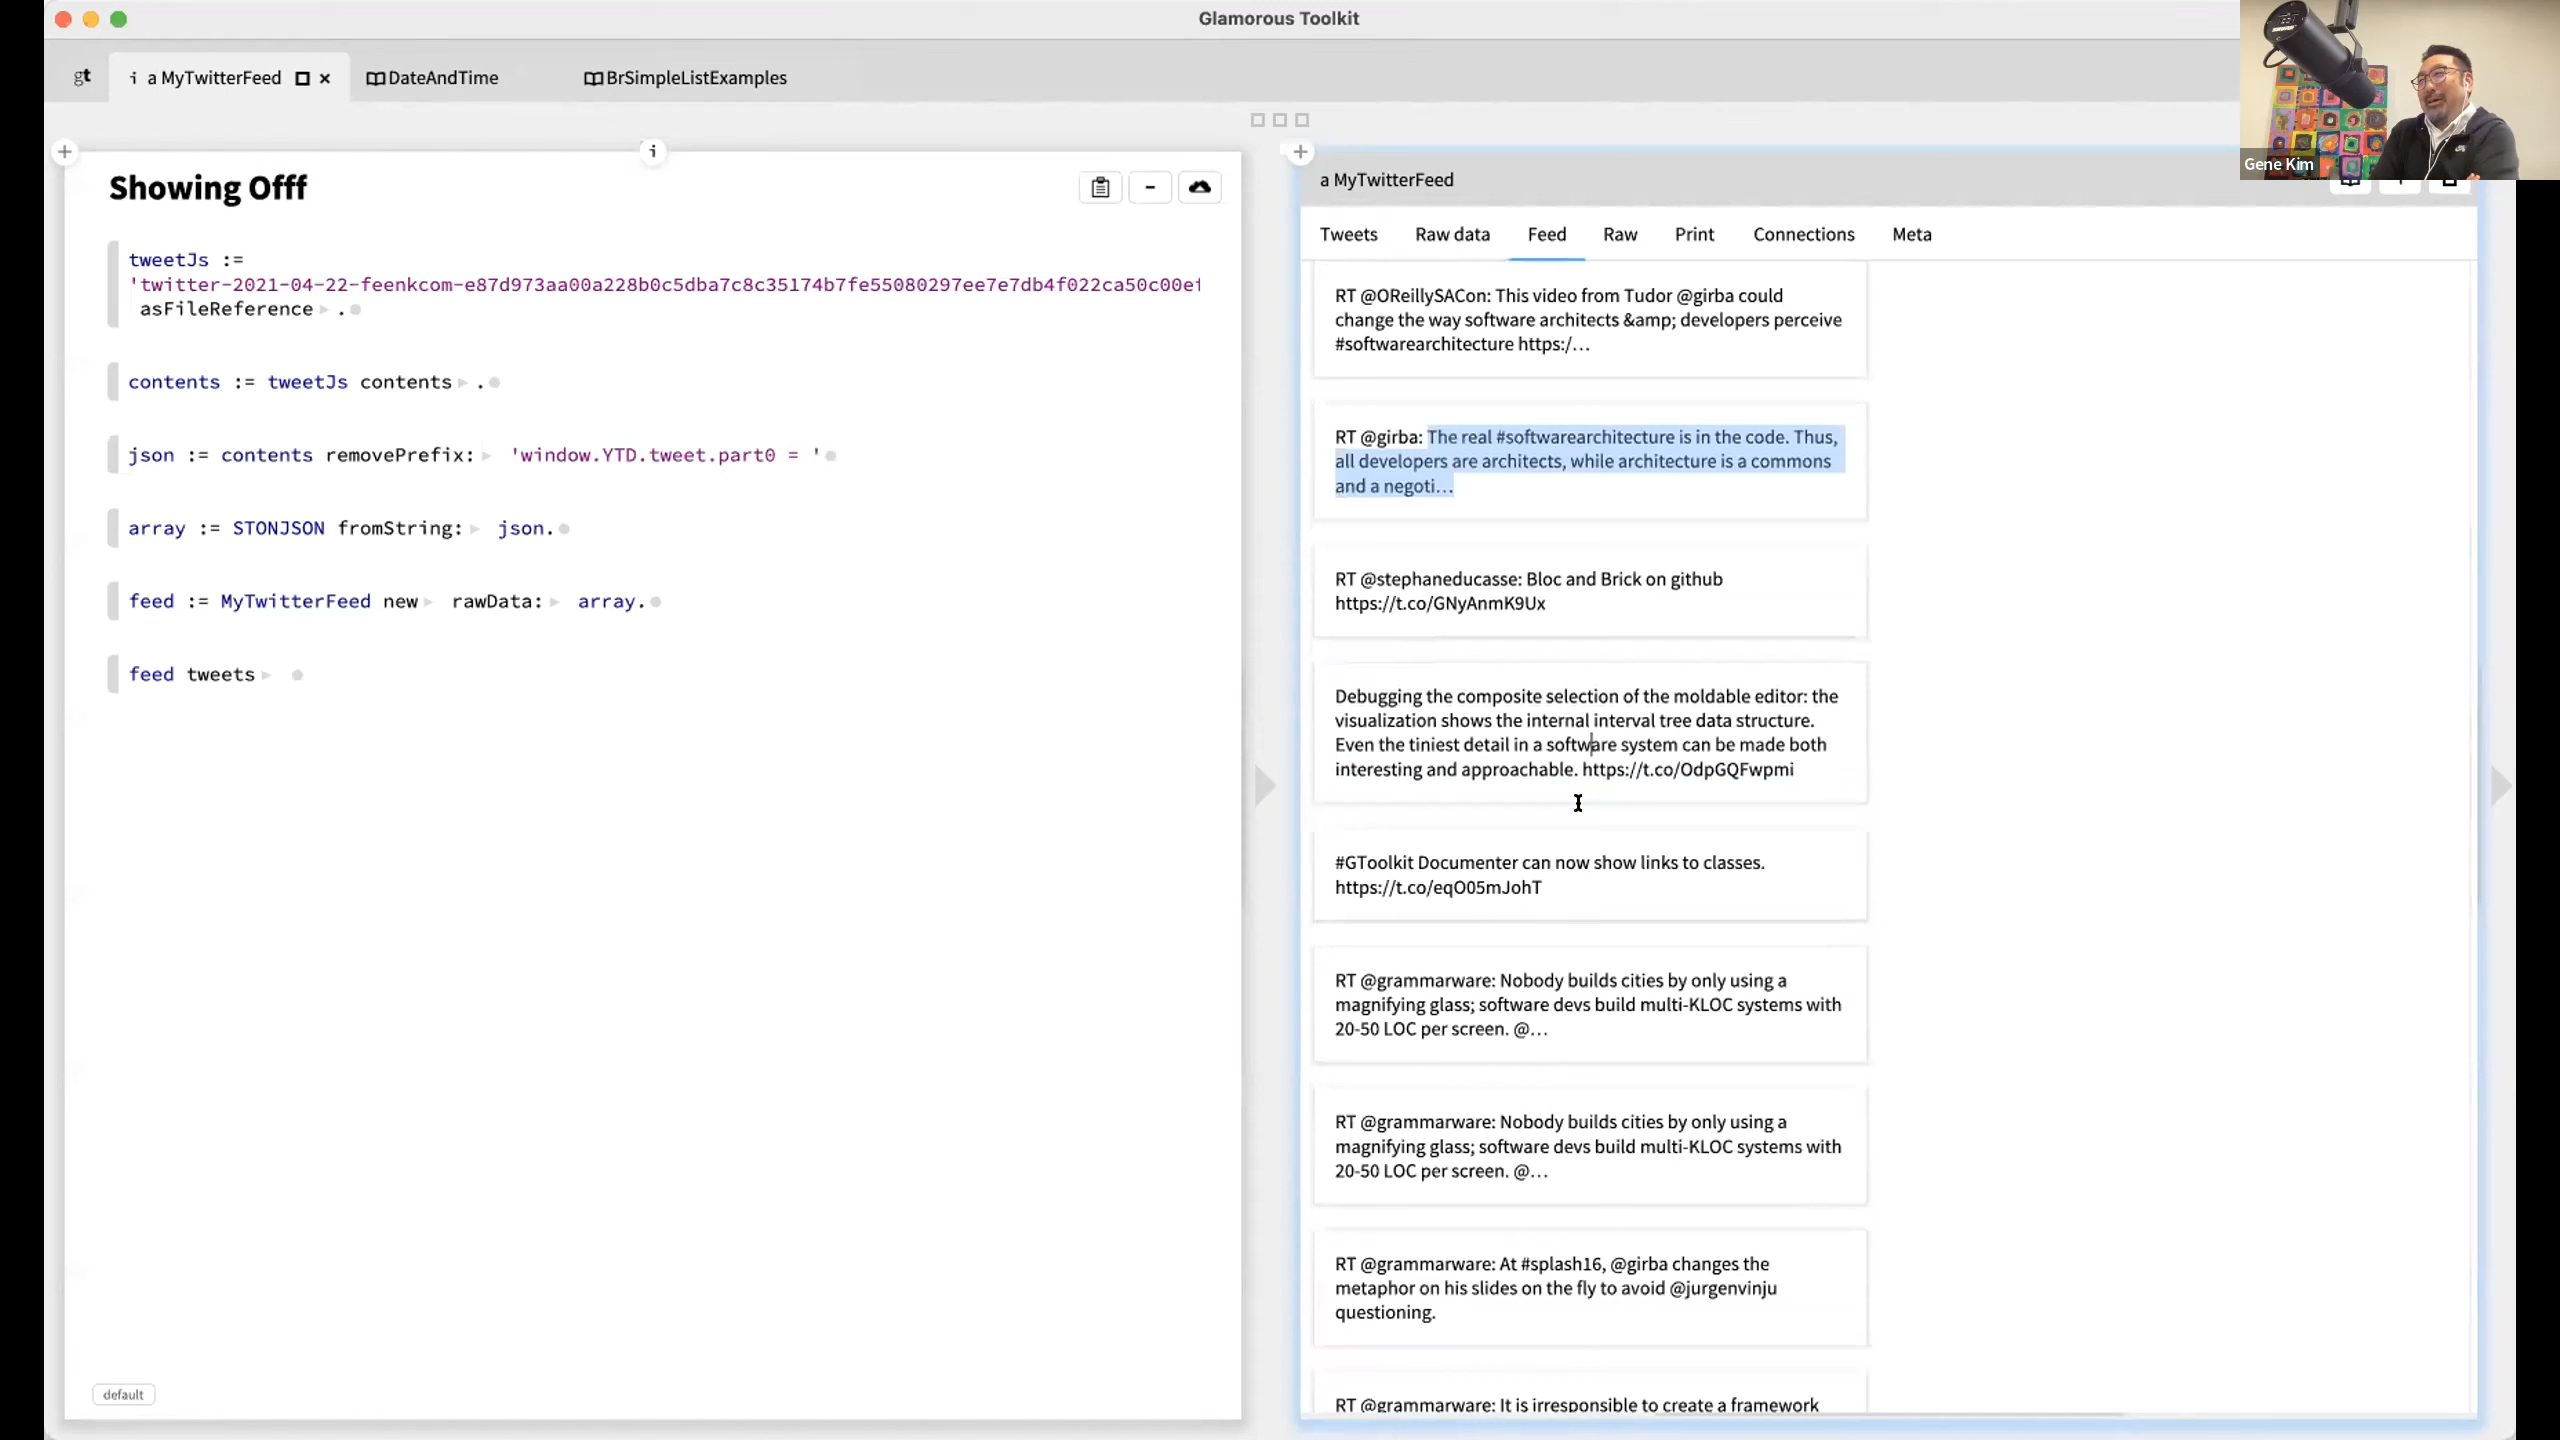 Glamorous Toolkit
gt
i a MyTwitterFeed
DateAndTime
BrSimpleListExamples
Gene Kim
i
Showing Offf
tweetJs :=
'twitter-2021-04-22-feenkcom-e87d973aa00a228b0c5dba7c8c35174b7fe55080297ee7e7db4f022ca50c00e
asFileReference .
contents := tweetJs contents .
json := contents removePrefix: 'window.YTD.tweet.part0 = '
array := STONJSON fromString: json.
feed := MyTwitterFeed new rawData: array.
feed tweets
default
a MyTwitterFeed
Tweets Raw data Feed Raw Print Connections Meta
RT @OReillySACon: This video from Tudor @girba could
change the way software architects &amp; developers perceive
#softwarearchitecture https:/…
RT @girba: The real #softwarearchitecture is in the code. Thus,
all developers are architects, while architecture is a commons
and a negoti…
RT @stephaneducasse: Bloc and Brick on github
https://t.co/GNyAnmK9Ux
Debugging the composite selection of the moldable editor: the
visualization shows the internal interval tree data structure.
Even the tiniest detail in a software system can be made both
interesting and approachable. https://t.co/OdpGQFwpmi
#GToolkit Documenter can now show links to classes.
https://t.co/eqO05mJohT
RT @grammarware: Nobody builds cities by only using a
magnifying glass; software devs build multi-KLOC systems with
20-50 LOC per screen. @…
RT @grammarware: Nobody builds cities by only using a
magnifying glass; software devs build multi-KLOC systems with
20-50 LOC per screen. @…
RT @grammarware: At #splash16, @girba changes the
metaphor on his slides on the fly to avoid @jurgenvinju
questioning.
RT @grammarware: It is irresponsible to create a framework